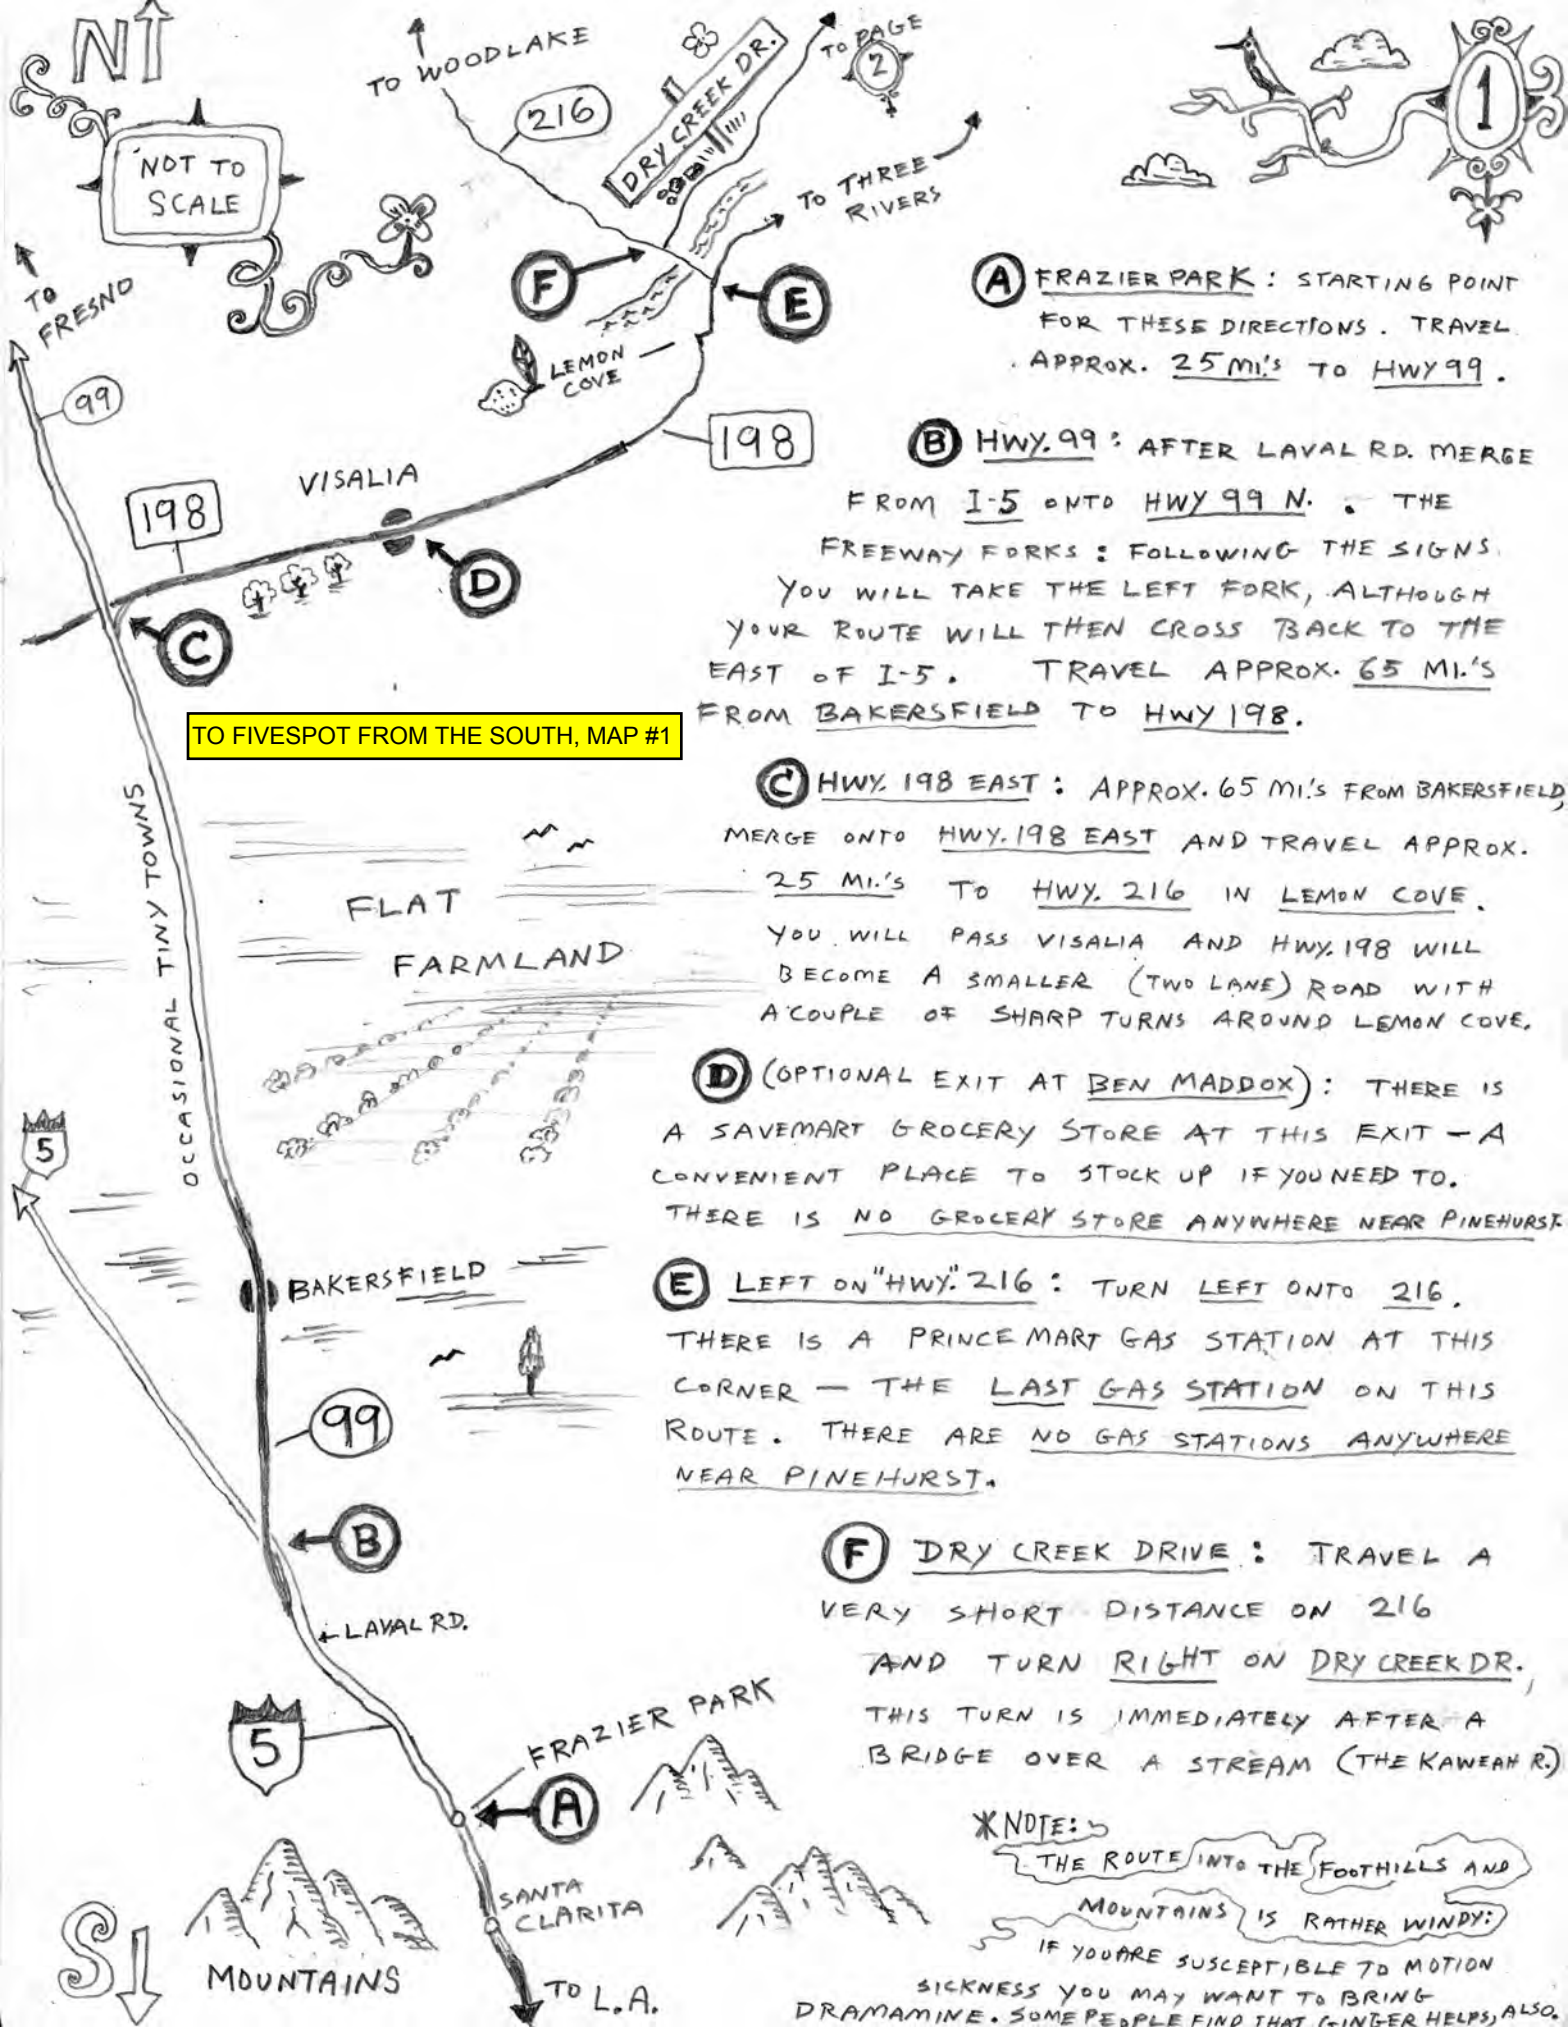 N
TO WOODLAKE
216
DRY CREEK DR.
TO PAGE
2
1
NOT TO
SCALE
TO THREE
RIVERS
TO
FRESNO
F
E
LEMON
COVE
99
198
VISALIA
198
D
C
TO FIVESPOT FROM THE SOUTH, MAP #1
OCCASIONAL TINY TOWNS
FLAT
FARMLAND
5
BAKERSFIELD
99
B
LAVAL RD.
5
FRAZIER PARK
A
SANTA
CLARITA
S
MOUNTAINS
TO L.A.
A FRAZIER PARK: STARTING POINT
FOR THESE DIRECTIONS. TRAVEL
APPROX. 25 MI.'S TO HWY 99.
B HWY. 99: AFTER LAVAL RD. MERGE
FROM I-5 ONTO HWY 99 N. . THE
FREEWAY FORKS: FOLLOWING THE SIGNS
YOU WILL TAKE THE LEFT FORK, ALTHOUGH
YOUR ROUTE WILL THEN CROSS BACK TO THE
EAST OF I-5. TRAVEL APPROX. 65 MI.'S
FROM BAKERSFIELD TO HWY 198.
C HWY. 198 EAST: APPROX. 65 MI.'S FROM BAKERSFIELD,
MERGE ONTO HWY. 198 EAST AND TRAVEL APPROX.
25 MI.'S TO HWY. 216 IN LEMON COVE.
YOU WILL PASS VISALIA AND HWY. 198 WILL
BECOME A SMALLER (TWO LANE) ROAD WITH
A COUPLE OF SHARP TURNS AROUND LEMON COVE.
D (OPTIONAL EXIT AT BEN MADDOX): THERE IS
A SAVEMART GROCERY STORE AT THIS EXIT – A
CONVENIENT PLACE TO STOCK UP IF YOU NEED TO.
THERE IS NO GROCERY STORE ANYWHERE NEAR PINEHURST.
E LEFT ON "HWY." 216: TURN LEFT ONTO 216.
THERE IS A PRINCE MART GAS STATION AT THIS
CORNER – THE LAST GAS STATION ON THIS
ROUTE. THERE ARE NO GAS STATIONS ANYWHERE
NEAR PINEHURST.
F DRY CREEK DRIVE: TRAVEL A
VERY SHORT DISTANCE ON 216
AND TURN RIGHT ON DRY CREEK DR.,
THIS TURN IS IMMEDIATELY AFTER A
BRIDGE OVER A STREAM (THE KAWEAH R.)
*NOTE:
THE ROUTE INTO THE FOOTHILLS AND
MOUNTAINS IS RATHER WINDY:
IF YOU ARE SUSCEPTIBLE TO MOTION
SICKNESS YOU MAY WANT TO BRING
DRAMAMINE. SOME PEOPLE FIND THAT GINGER HELPS, ALSO.